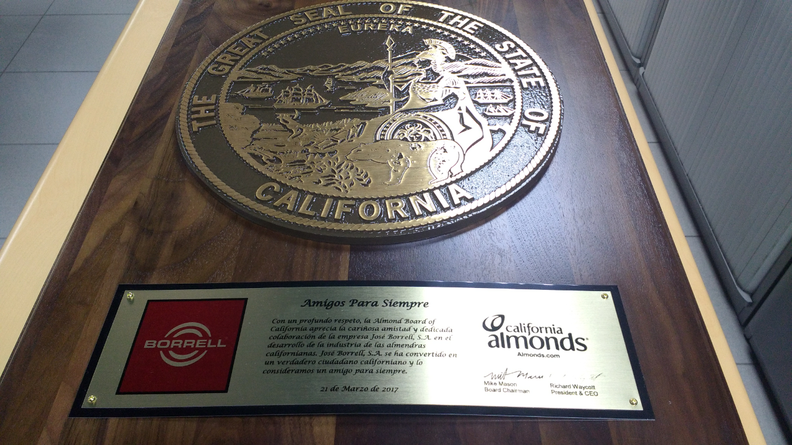 THE GREAT SEAL OF THE STATE OF CALIFORNIA
EUREKA
Amigos Para Siempre
Con un profundo respeto, la Almond Board of
California aprecia la cariñosa amistad y dedicada
colaboración de la empresa José Borrell, S.A. en el
desarrollo de la industria de las almendras
californianas. José Borrell, S.A. se ha convertido en
un verdadero ciudadano californiano y lo
consideramos un amigo para siempre.
21 de Marzo de 2017
BORRELL
california
almonds
Almonds.com
Mike Mason
Board Chairman
Richard Waycott
President & CEO